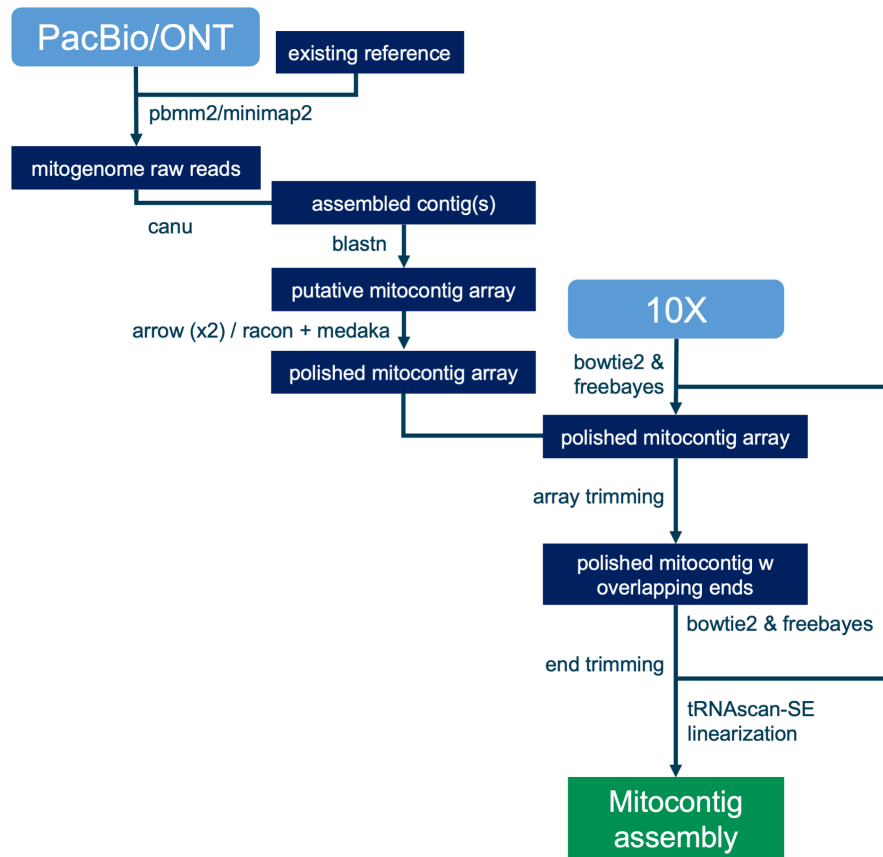 PacBio/ONT
existing reference
pbmm2/minimap2
mitogenome raw reads
canu
assembled contig(s)
blastn
putative mitocontig array
arrow (x2) / racon + medaka
polished mitocontig array
10X
bowtie2 &
freebayes
polished mitocontig array
array trimming
polished mitocontig w
overlapping ends
bowtie2 & freebayes
end trimming
tRNAscan-SE
linearization
Mitocontig
assembly